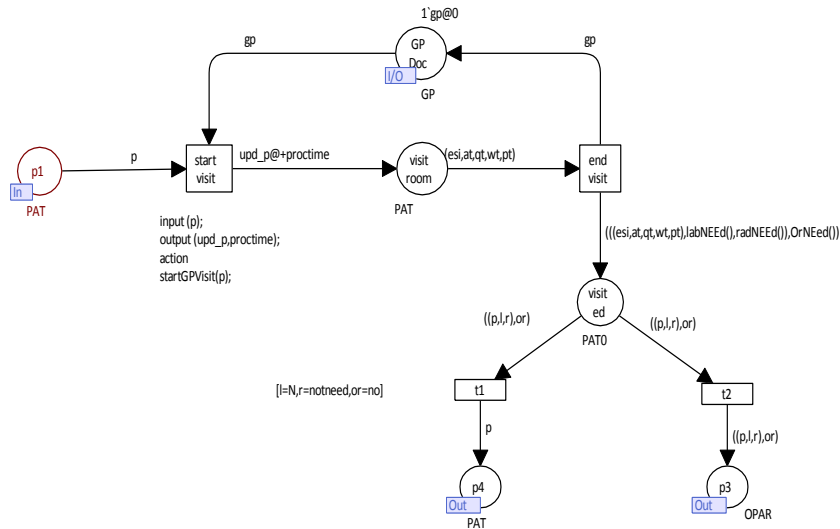 1`gp@0
gp
GP
Doc
I/O
GP
gp
p1
In
PAT
p
start
visit
upd_p@+proctime
visit
room
PAT
(esi,at,qt,wt,pt)
end
visit
input (p);
output (upd_p,proctime);
action
startGPVisit(p);
(((esi,at,qt,wt,pt),labNEEd(),radNEEd()),OrNEed())
visit
ed
PAT0
((p,l,r),or)
((p,l,r),or)
[l=N,r=notneed,or=no]
t1
t2
p
((p,l,r),or)
p4
Out
PAT
p3
Out
OPAR